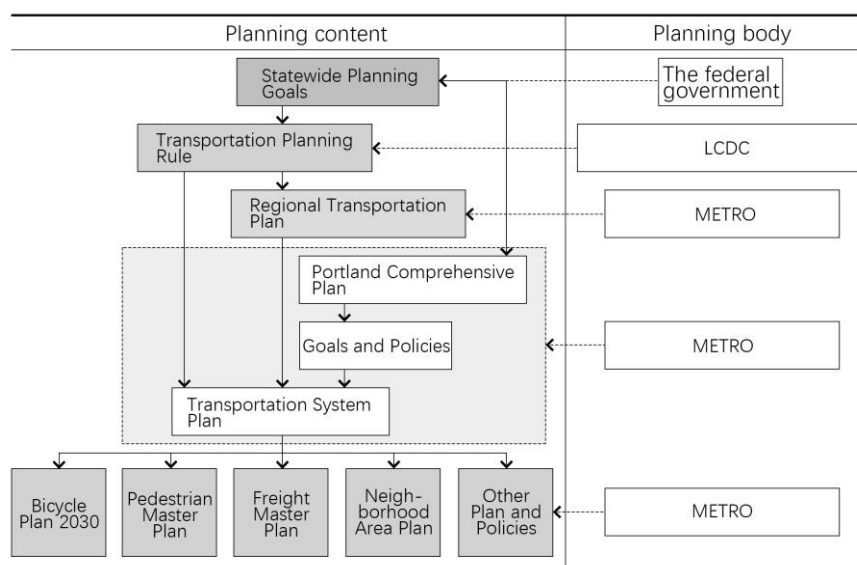 Planning content
Planning body
Statewide Planning
Goals
The federal
government
Transportation Planning
Rule
LCDC
Regional Transportation
Plan
METRO
Portland Comprehensive
Plan
Goals and Policies
METRO
Transportation System
Plan
Bicycle
Plan 2030
Pedestrian
Master
Plan
Freight
Master
Plan
Neigh-
borhood
Area Plan
Other
Plan and
Policies
METRO